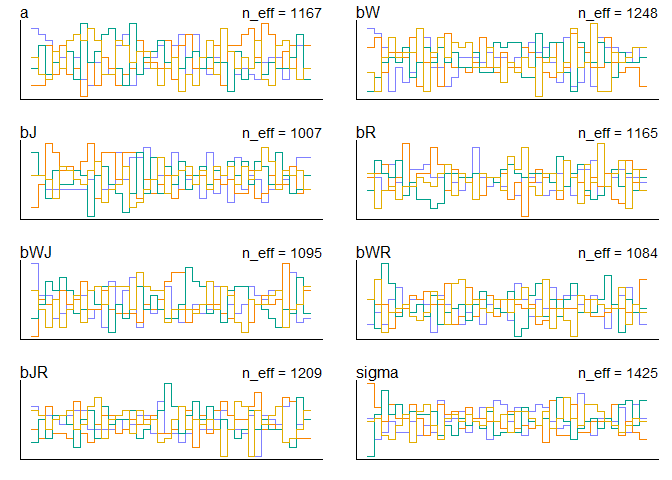 a n_eff = 1167
bW n_eff = 1248
bJ n_eff = 1007
bR n_eff = 1165
bWJ n_eff = 1095
bWR n_eff = 1084
bJR n_eff = 1209
sigma n_eff = 1425